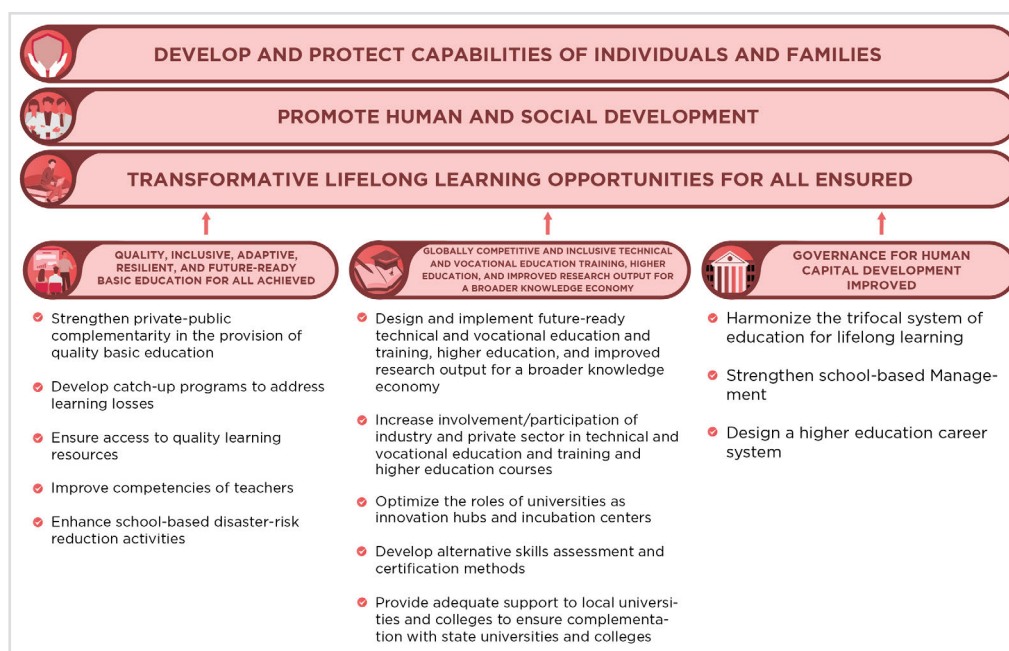 DEVELOP AND PROTECT CAPABILITIES OF INDIVIDUALS AND FAMILIES
PROMOTE HUMAN AND SOCIAL DEVELOPMENT
TRANSFORMATIVE LIFELONG LEARNING OPPORTUNITIES FOR ALL ENSURED
QUALITY, INCLUSIVE, ADAPTIVE,
RESILIENT, AND FUTURE-READY
BASIC EDUCATION FOR ALL ACHIEVED
Strengthen private-public
complementarity in the provision of
quality basic education
Develop catch-up programs to address
learning losses
Ensure access to quality learning
resources
Improve competencies of teachers
Enhance school-based disaster-risk
reduction activities
GLOBALLY COMPETITIVE AND INCLUSIVE TECHNICAL
AND VOCATIONAL EDUCATION TRAINING, HIGHER
EDUCATION, AND IMPROVED RESEARCH OUTPUT FOR
A BROADER KNOWLEDGE ECONOMY
Design and implement future-ready
technical and vocational education and
training, higher education, and improved
research output for a broader knowledge
economy
Increase involvement/participation of
industry and private sector in technical and
vocational education and training and
higher education courses
Optimize the roles of universities as
innovation hubs and incubation centers
Develop alternative skills assessment and
certification methods
Provide adequate support to local universi-
ties and colleges to ensure complementa-
tion with state universities and colleges
GOVERNANCE FOR HUMAN
CAPITAL DEVELOPMENT
IMPROVED
Harmonize the trifocal system of
education for lifelong learning
Strengthen school-based Manage-
ment
Design a higher education career
system